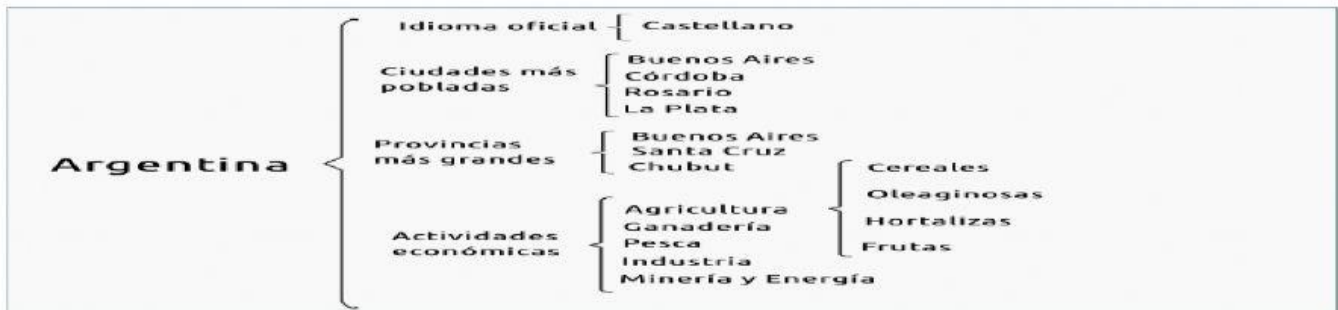 Argentina
Idioma oficial
Castellano
Ciudades más
pobladas
Buenos Aires
Córdoba
Rosario
La Plata
Provincias
más grandes
Buenos Aires
Santa Cruz
Chubut
Actividades
económicas
Agricultura
Ganadería
Pesca
Industria
Minería y Energía
Cereales
Oleaginosas
Hortalizas
Frutas